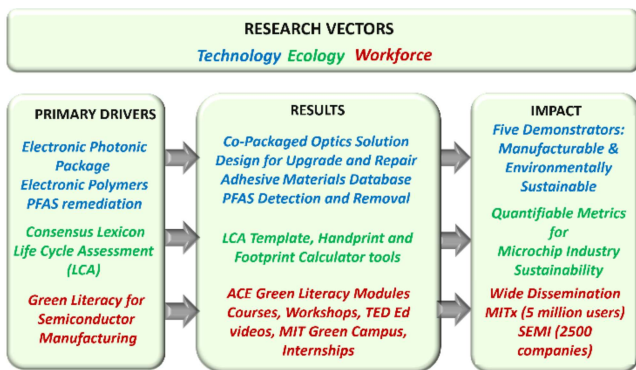 RESEARCH VECTORS
Technology Ecology Workforce
PRIMARY DRIVERS
Electronic Photonic
Package
Electronic Polymers
PFAS remediation
Consensus Lexicon
Life Cycle Assessment
(LCA)
Green Literacy for
Semiconductor
Manufacturing
RESULTS
Co-Packaged Optics Solution
Design for Upgrade and Repair
Adhesive Materials Database
PFAS Detection and Removal
LCA Template, Handprint and
Footprint Calculator tools
ACE Green Literacy Modules
Courses, Workshops, TED Ed
videos, MIT Green Campus,
Internships
IMPACT
Five Demonstrators:
Manufacturable &
Environmentally
Sustainable
Quantifiable Metrics
for
Microchip Industry
Sustainability
Wide Dissemination
MITx (5 million users)
SEMI (2500
companies)